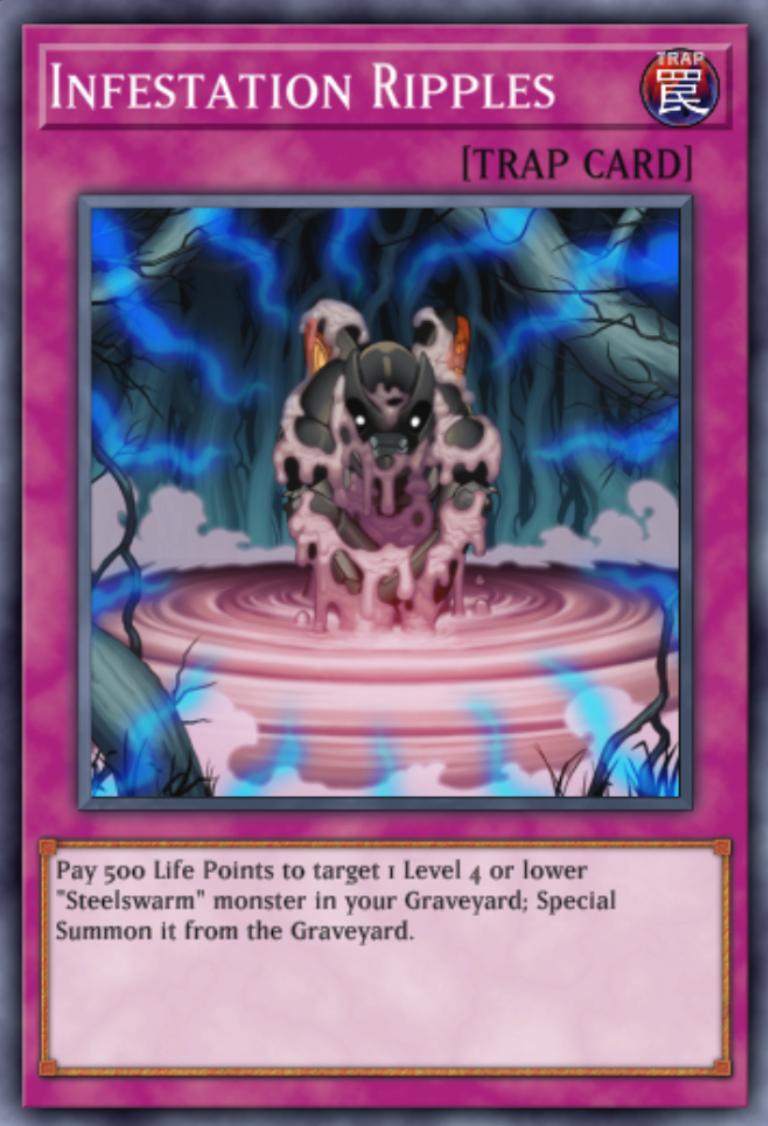 Infestation Ripples
TRAP
罠
[TRAP CARD]
Pay 500 Life Points to target 1 Level 4 or lower
"Steelswarm" monster in your Graveyard; Special
Summon it from the Graveyard.